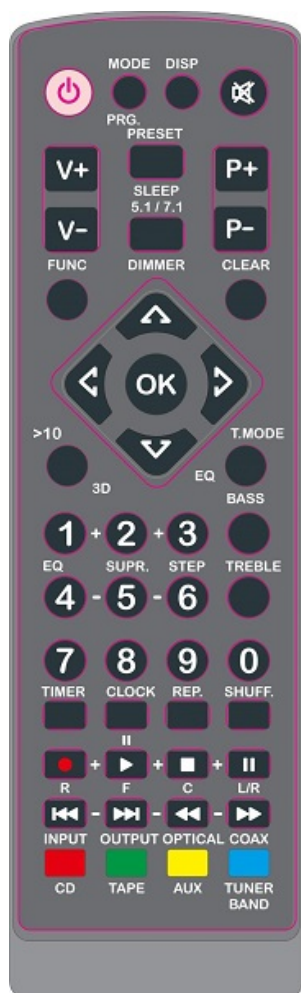 MODE DISP
PRG.
PRESET
V+ P+
SLEEP
5.1 / 7.1
V- P-
FUNC DIMMER CLEAR
OK
>10 T.MODE
3D EQ
BASS
1 + 2 + 3
EQ SUPR. STEP TREBLE
4 - 5 - 6
7 8 9 0
TIMER CLOCK REP. SHUFF.
+ + +
R F C L/R
- - -
INPUT OUTPUT OPTICAL COAX
CD TAPE AUX TUNER
BAND